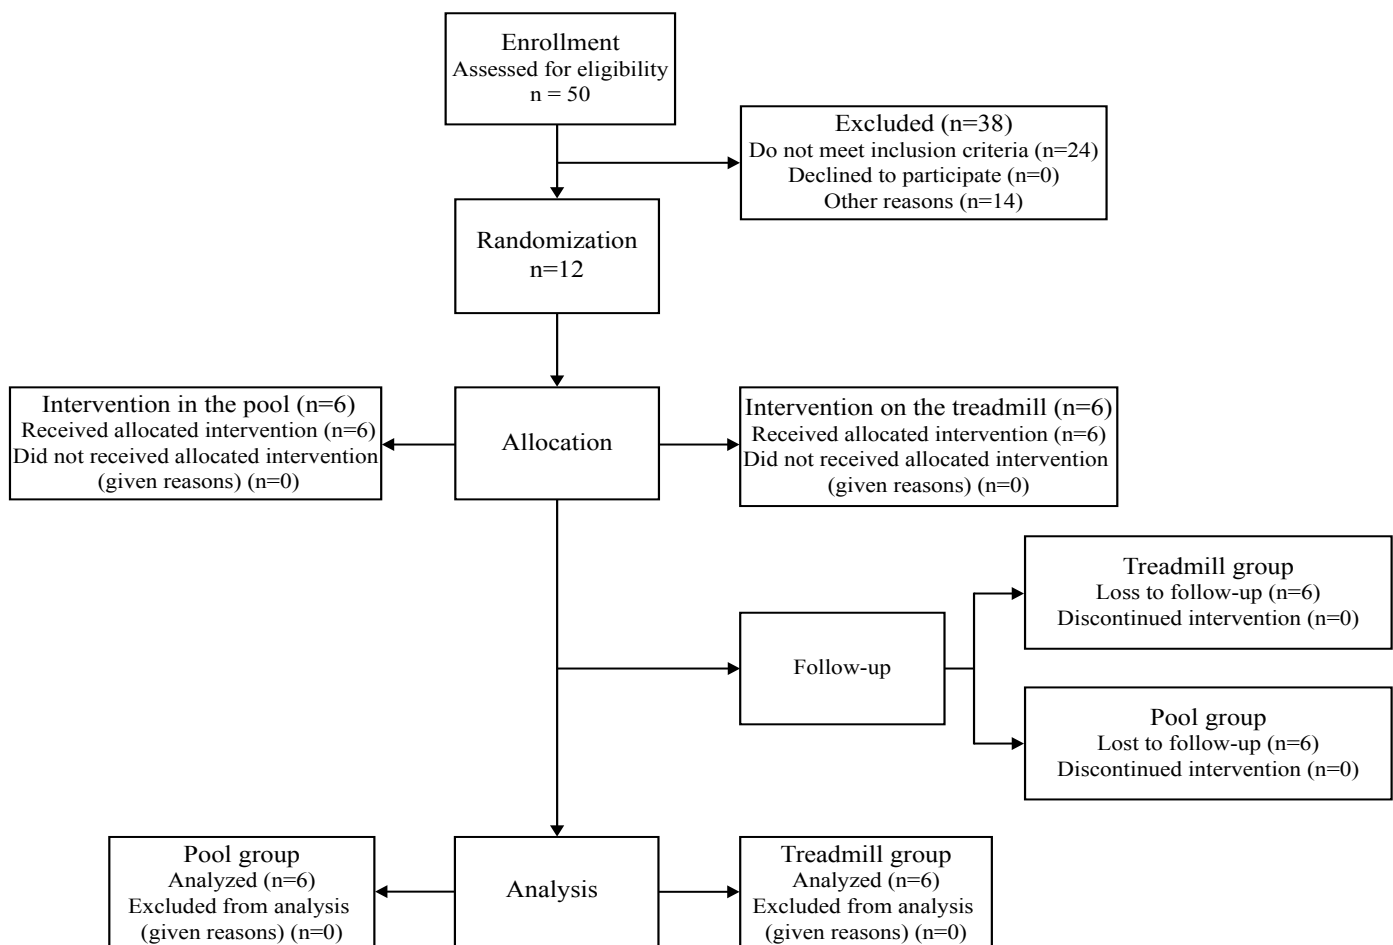 Enrollment
Assessed for eligibility
n = 50
Excluded (n=38)
Do not meet inclusion criteria (n=24)
Declined to participate (n=0)
Other reasons (n=14)
Randomization
n=12
Intervention in the pool (n=6)
Received allocated intervention (n=6)
Did not received allocated intervention
(given reasons) (n=0)
Allocation
Intervention on the treadmill (n=6)
Received allocated intervention (n=6)
Did not received allocated intervention
(given reasons) (n=0)
Treadmill group
Loss to follow-up (n=6)
Discontinued intervention (n=0)
Follow-up
Pool group
Lost to follow-up (n=6)
Discontinued intervention (n=0)
Pool group
Analyzed (n=6)
Excluded from analysis
(given reasons) (n=0)
Analysis
Treadmill group
Analyzed (n=6)
Excluded from analysis
(given reasons) (n=0)